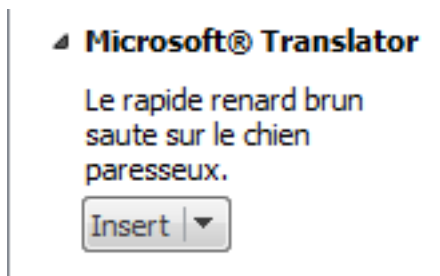 Microsoft® Translator
Le rapide renard brun
saute sur le chien
paresseux.
Insert